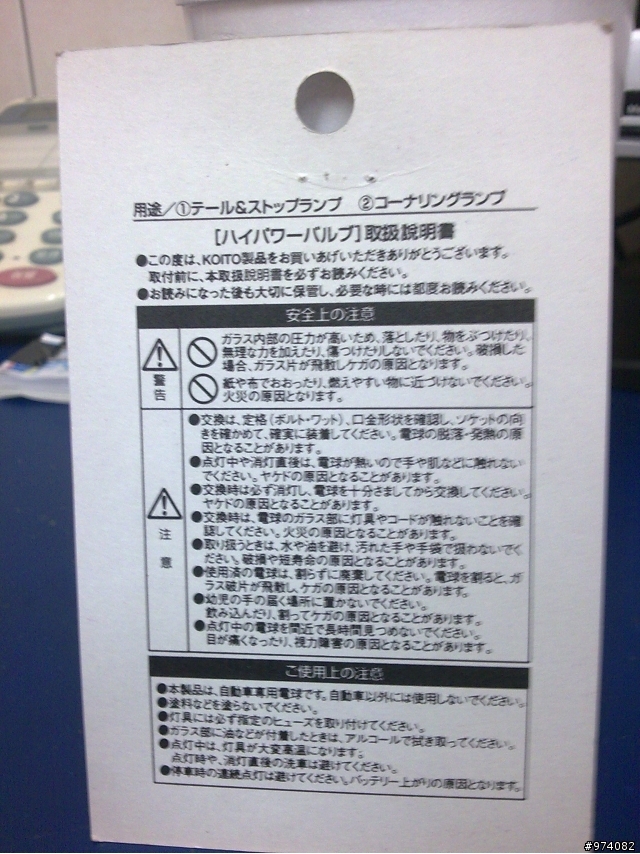 用途/①テール&ストップランプ ②コーナリングランプ
[ハイパワーバルブ]取扱説明書
●この度は、KOITO製品をお買いあげいただきありがとうございます。
取付前に、本取扱説明書を必ずお読みください。
●お読みになった後も大切に保管し、必要な時には都度お読みください。
安全上の注意
警告
ガラス内部の圧力が高いため、落としたり、物をぶつけたり、
無理な力を加えたり、傷つけたりしないでください。破損した
場合、ガラス片が飛散しケガの原因となります。
紙や布でおおったり、燃えやすい物に近づけないでください。
火災の原因となります。
注意
●交換は、定格(ボルト・ワット)、口金形状を確認し、ソケットの向
きを確かめて、確実に装着してください。電球の脱落・発熱の原
因となることがあります。
●点灯中や消灯直後は、電球が熱いので手や肌などに触れない
でください。ヤケドの原因となることがあります。
●交換時は必ず消灯し、電球を十分さましてから交換してください。
ヤケドの原因となることがあります。
●交換時は、電球のガラス部に灯具やコードが触れないことを確
認してください。火災の原因となることがあります。
●取り扱うときは、水や油を避け、汚れた手や手袋で扱わないでく
ださい。破損や短寿命の原因となることがあります。
●使用済の電球は、割らずに廃棄してください。電球を割ると、ガ
ラス破片が飛散し、ケガの原因となることがあります。
●幼児の手の届く場所に置かないでください。
飲み込んだり、割ってケガの原因となることがあります。
●点灯中の電球を間近で長時間見つめないでください。
目が痛くなったり、視力障害の原因となることがあります。
ご使用上の注意
●本製品は、自動車専用電球です。自動車以外には使用しないでください。
●塗料などを塗らないでください。
●灯具には必ず指定のヒューズを取り付けてください。
●ガラス部に油などが付着したときは、アルコールで拭き取ってください。
●点灯中は、灯具が大変高温になります。
点灯時や、消灯直後の洗車は避けてください。
●停車時の連続点灯は避けてください。バッテリー上がりの原因となります。
#974082